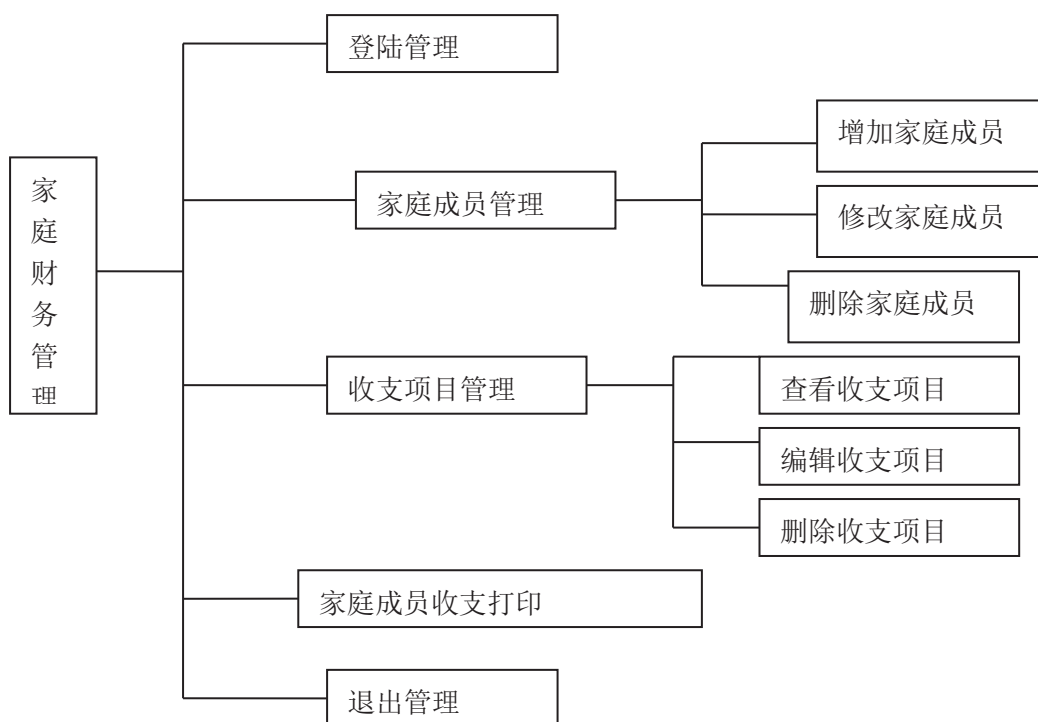 家
庭
财
务
管
理
登陆管理
家庭成员管理
增加家庭成员
修改家庭成员
删除家庭成员
收支项目管理
查看收支项目
编辑收支项目
删除收支项目
家庭成员收支打印
退出管理